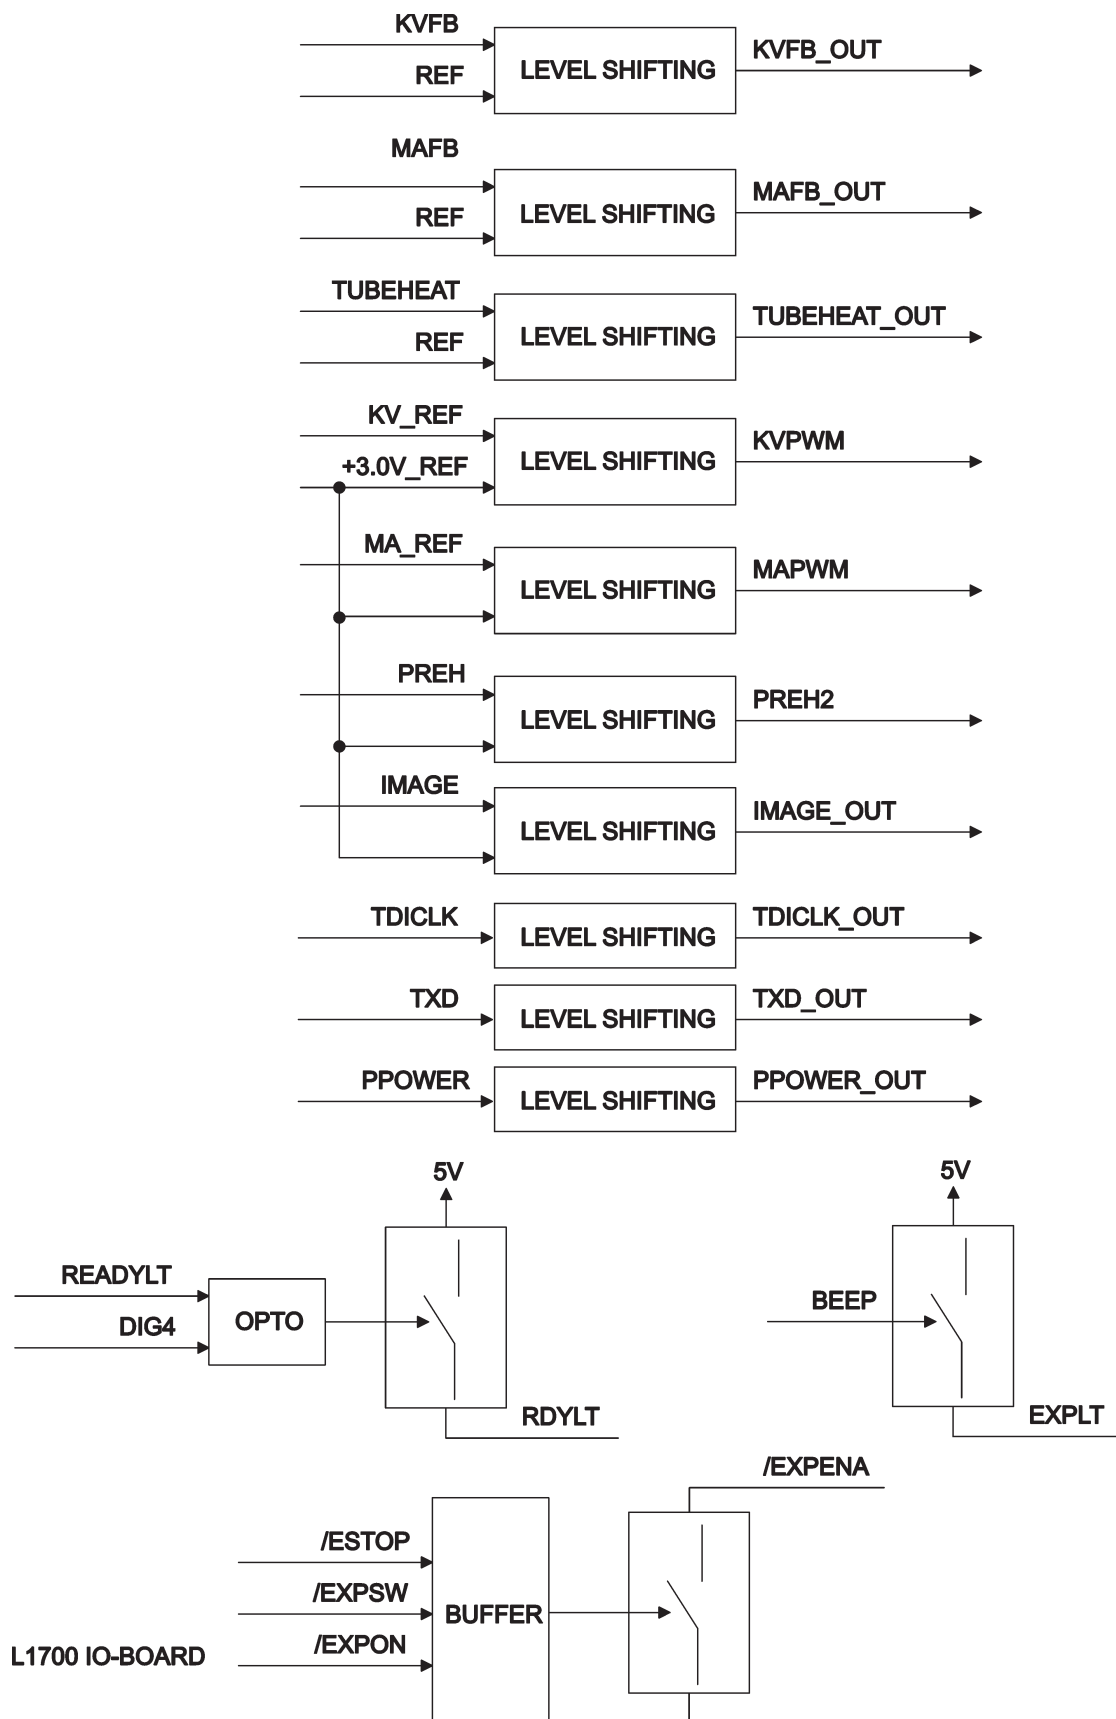 KVFB
LEVEL SHIFTING
KVFB_OUT
REF
MAFB
LEVEL SHIFTING
MAFB_OUT
REF
TUBEHEAT
LEVEL SHIFTING
TUBEHEAT_OUT
REF
KV_REF
LEVEL SHIFTING
KVPWM
+3.0V_REF
MA_REF
LEVEL SHIFTING
MAPWM
PREH
LEVEL SHIFTING
PREH2
IMAGE
LEVEL SHIFTING
IMAGE_OUT
TDICLK
LEVEL SHIFTING
TDICLK_OUT
TXD
LEVEL SHIFTING
TXD_OUT
PPOWER
LEVEL SHIFTING
PPOWER_OUT
5V
READYLT
DIG4
OPTO
RDYLT
5V
BEEP
EXPLT
/EXPENA
/ESTOP
/EXPSW
/EXPON
BUFFER
L1700 IO-BOARD